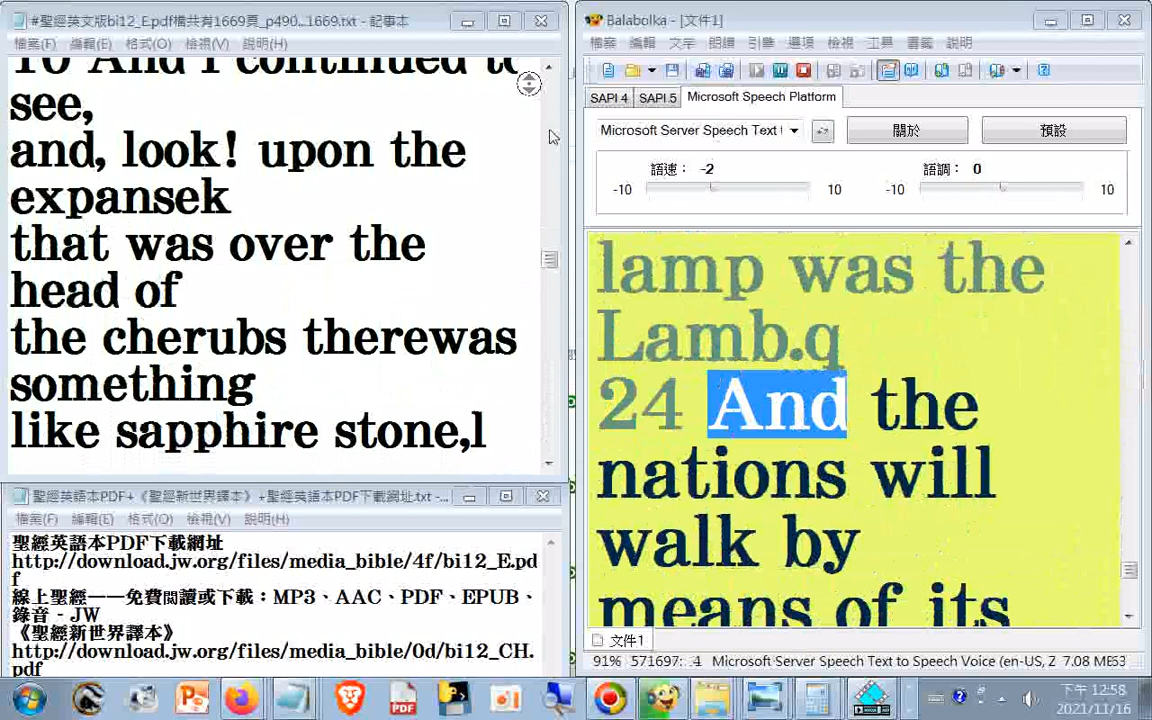 #聖經英文版bi12_E.pdf檔共有1669頁_p490...1669.txt - 記事本
檔案(F) 編輯(E) 格式(O) 檢視(V) 說明(H)
10 And I continued to
see,
and, look! upon the
expansek
that was over the
head of
the cherubs therewas
something
like sapphire stone,l
聖經英語本PDF+《聖經新世界譯本》+聖經英語本PDF下載網址.txt - ...
檔案(F) 編輯(E) 格式(O) 檢視(V) 說明(H)
聖經英語本PDF下載網址
http://download.jw.org/files/media_bible/4f/bi12_E.pd
f
線上聖經——免費閱讀或下載：MP3、AAC、PDF、EPUB、
錄音 - JW
《聖經新世界譯本》
http://download.jw.org/files/media_bible/0d/bi12_CH.
pdf
Balabolka - [文件1]
檔案 編輯 文字 朗讀 引擎 選項 檢視 工具 書籤 說明
SAPI 4 SAPI 5 Microsoft Speech Platform
Microsoft Server Speech Text 關於 預設
語速： -2 語調： 0
-10 10 -10 10
lamp was the
Lamb.q
24 And the
nations will
walk by
means of its
文件1
91% 571697: .4 Microsoft Server Speech Text to Speech Voice (en-US, Z 7.08 MB
下午 12:58
2021/11/16